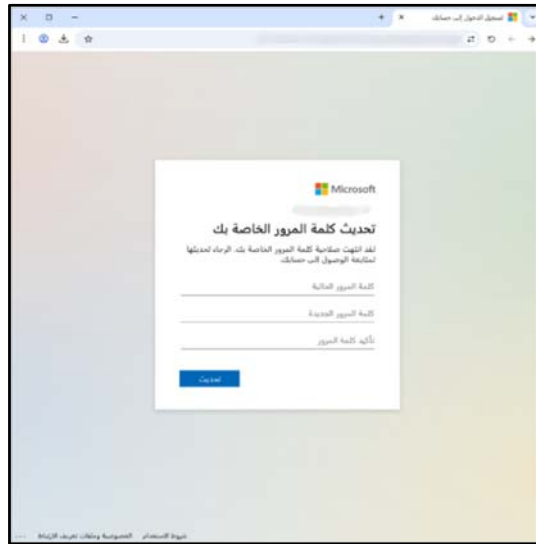 تسجيل الدخول إلى حسابك
Microsoft
تحديث كلمة المرور الخاصة بك
لقد انتهت صلاحية كلمة المرور الخاصة بك. الرجاء تحديثها
لمتابعة الوصول إلى حسابك.
كلمة المرور الحالية
كلمة المرور الجديدة
تأكيد كلمة المرور
تحديث
شروط الاستخدام الخصوصية وملفات تعريف الارتباط ...